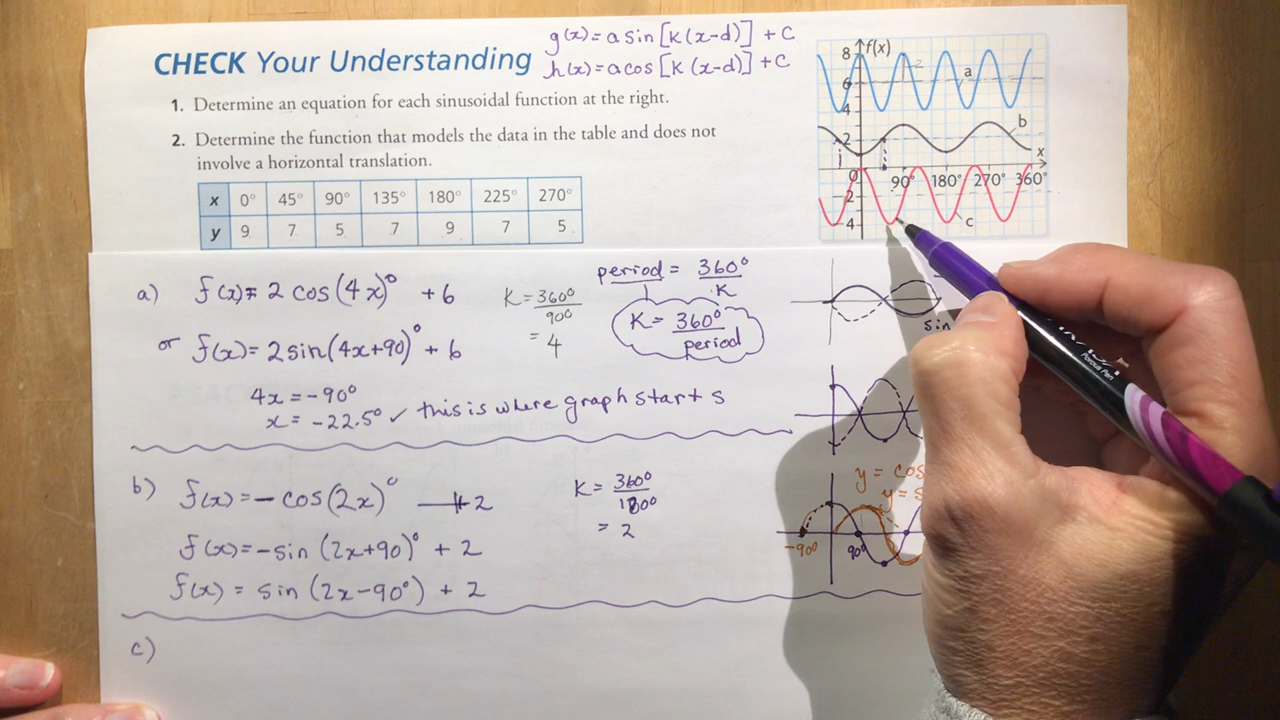 g(x)=a sin[k(x-d)]+c
CHECK Your Understanding
h(x)=a cos[k(x-d)]+c
1. Determine an equation for each sinusoidal function at the right.
2. Determine the function that models the data in the table and does not
involve a horizontal translation.
x 0° 45° 90° 135° 180° 225° 270°
y 9 7 5 7 9 7 5
8 f(x)
6 a
4
2 b
x
0 90° 180° 270° 360°
-2
-4 c
a) f(x)= 2 cos(4x)° +6
K=360°
90°
= 4
period = 360°
K
K= 360°
period
or f(x)= 2sin(4x+90)° + 6
sin
4x=-90°
x= -22.5° ✓ this is where graph starts
b) f(x)=-cos(2x)° +2
K= 360°
180°
= 2
y = cos
y=s
-90° 90°
f(x)=-sin(2x+90)° + 2
f(x)= sin(2x-90°) + 2
c)